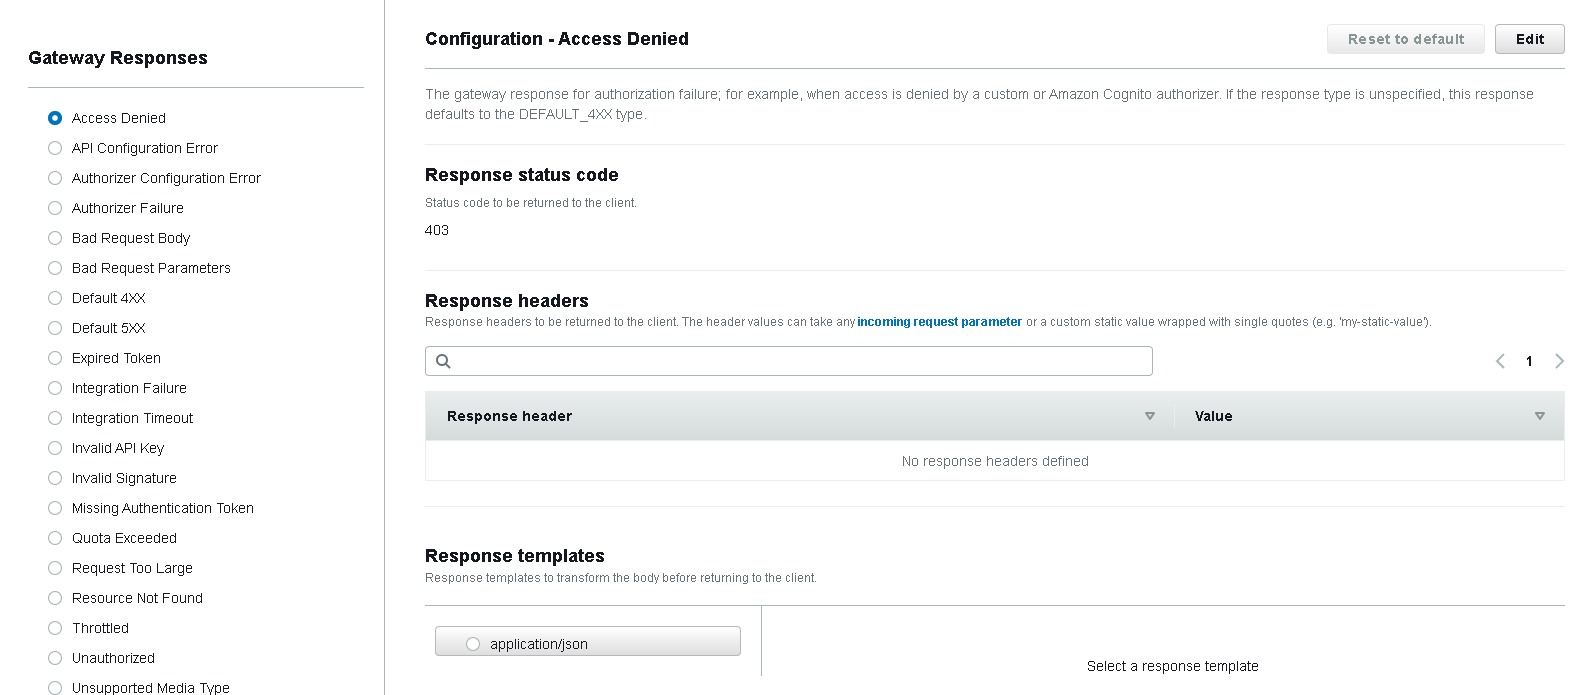 Gateway Responses
Access Denied
API Configuration Error
Authorizer Configuration Error
Authorizer Failure
Bad Request Body
Bad Request Parameters
Default 4XX
Default 5XX
Expired Token
Integration Failure
Integration Timeout
Invalid API Key
Invalid Signature
Missing Authentication Token
Quota Exceeded
Request Too Large
Resource Not Found
Throttled
Unauthorized
Unsupported Media Type
Configuration - Access Denied
Reset to default
Edit
The gateway response for authorization failure; for example, when access is denied by a custom or Amazon Cognito authorizer. If the response type is unspecified, this response
defaults to the DEFAULT_4XX type.
Response status code
Status code to be returned to the client.
403
Response headers
Response headers to be returned to the client. The header values can take any incoming request parameter or a custom static value wrapped with single quotes (e.g. 'my-static-value').
1
Response header Value
No response headers defined
Response templates
Response templates to transform the body before returning to the client.
application/json
Select a response template